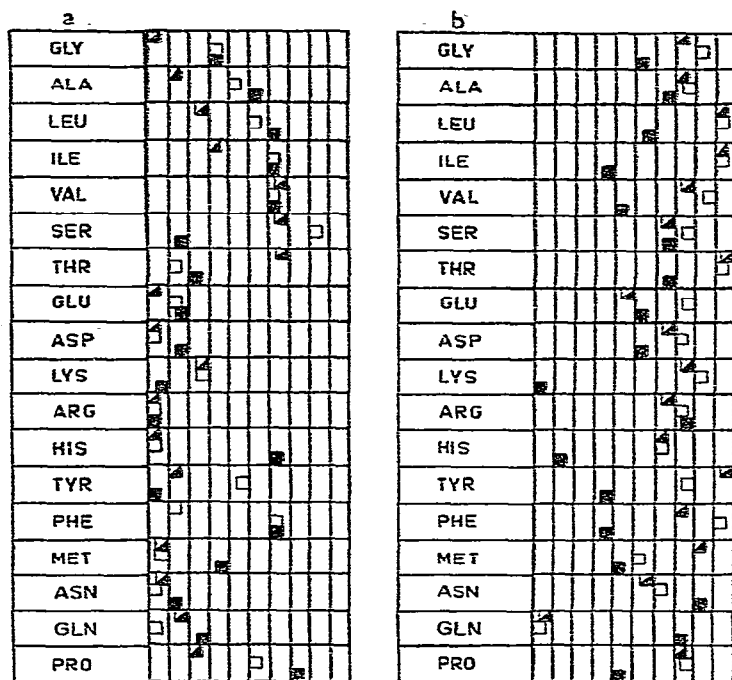 a
GLY
ALA
LEU
ILE
VAL
SER
THR
GLU
ASP
LYS
ARG
HIS
TYR
PHE
MET
ASN
GLN
PRO
b
GLY
ALA
LEU
ILE
VAL
SER
THR
GLU
ASP
LYS
ARG
HIS
TYR
PHE
MET
ASN
GLN
PRO